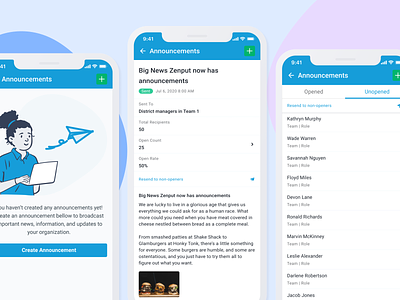 9:41
Announcements
ou haven't created any announcements yet!
reate an announcement bellow to broadcast
portant news, information, and updates to
your organization.
Create Announcement
9:41
Announcements
Big News Zenput now has
announcements
Sent
Jul 6, 2020 8:00 AM
Sent To
District managers in Team 1
Total Recipients
50
Open Count
25
Open Rate
50%
Resend to non-openers
Big News Zenput now has announcements
We are lucky to live in a glorious age that gives us
everything we could ask for as a human race. What
more could you need when you have meat covered in
cheese nestled between bread as a complete meal.
From smashed patties at Shake Shack to
Glamburgers at Honky Tonk, there's a little something
for everyone. Some burgers are humble, and some are
ostentatious, and you just have to try them all to
figure out what you want.
9:41
Announcements
Opened
Unopened
Resend to non-openers
Kathryn Murphy
Team | Role
Wade Warren
Team | Role
Savannah Nguyen
Team | Role
Floyd Miles
Team | Role
Devon Lane
Team | Role
Ronald Richards
Team | Role
Marvin McKinney
Team | Role
Leslie Alexander
Team | Role
Darlene Robertson
Team | Role
Jacob Jones